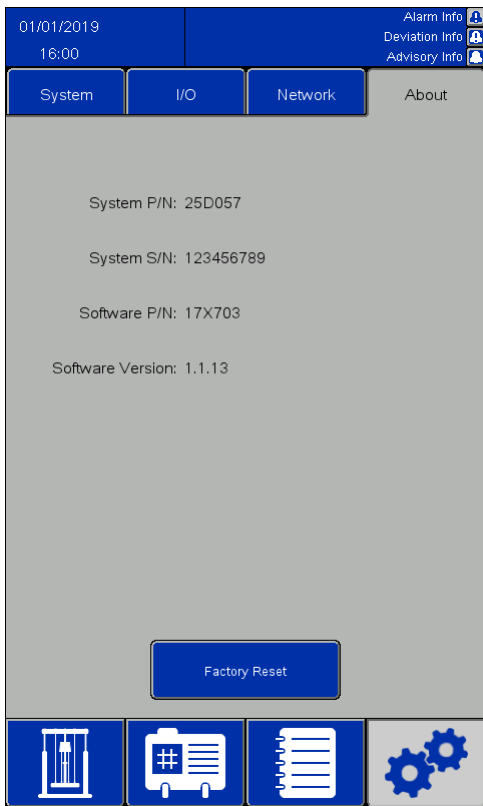 01/01/2019
16:00
Alarm Info
Deviation Info
Advisory Info
System
I/O
Network
About
System P/N: 25D057
System S/N: 123456789
Software P/N: 17X703
Software Version: 1.1.13
Factory Reset
#